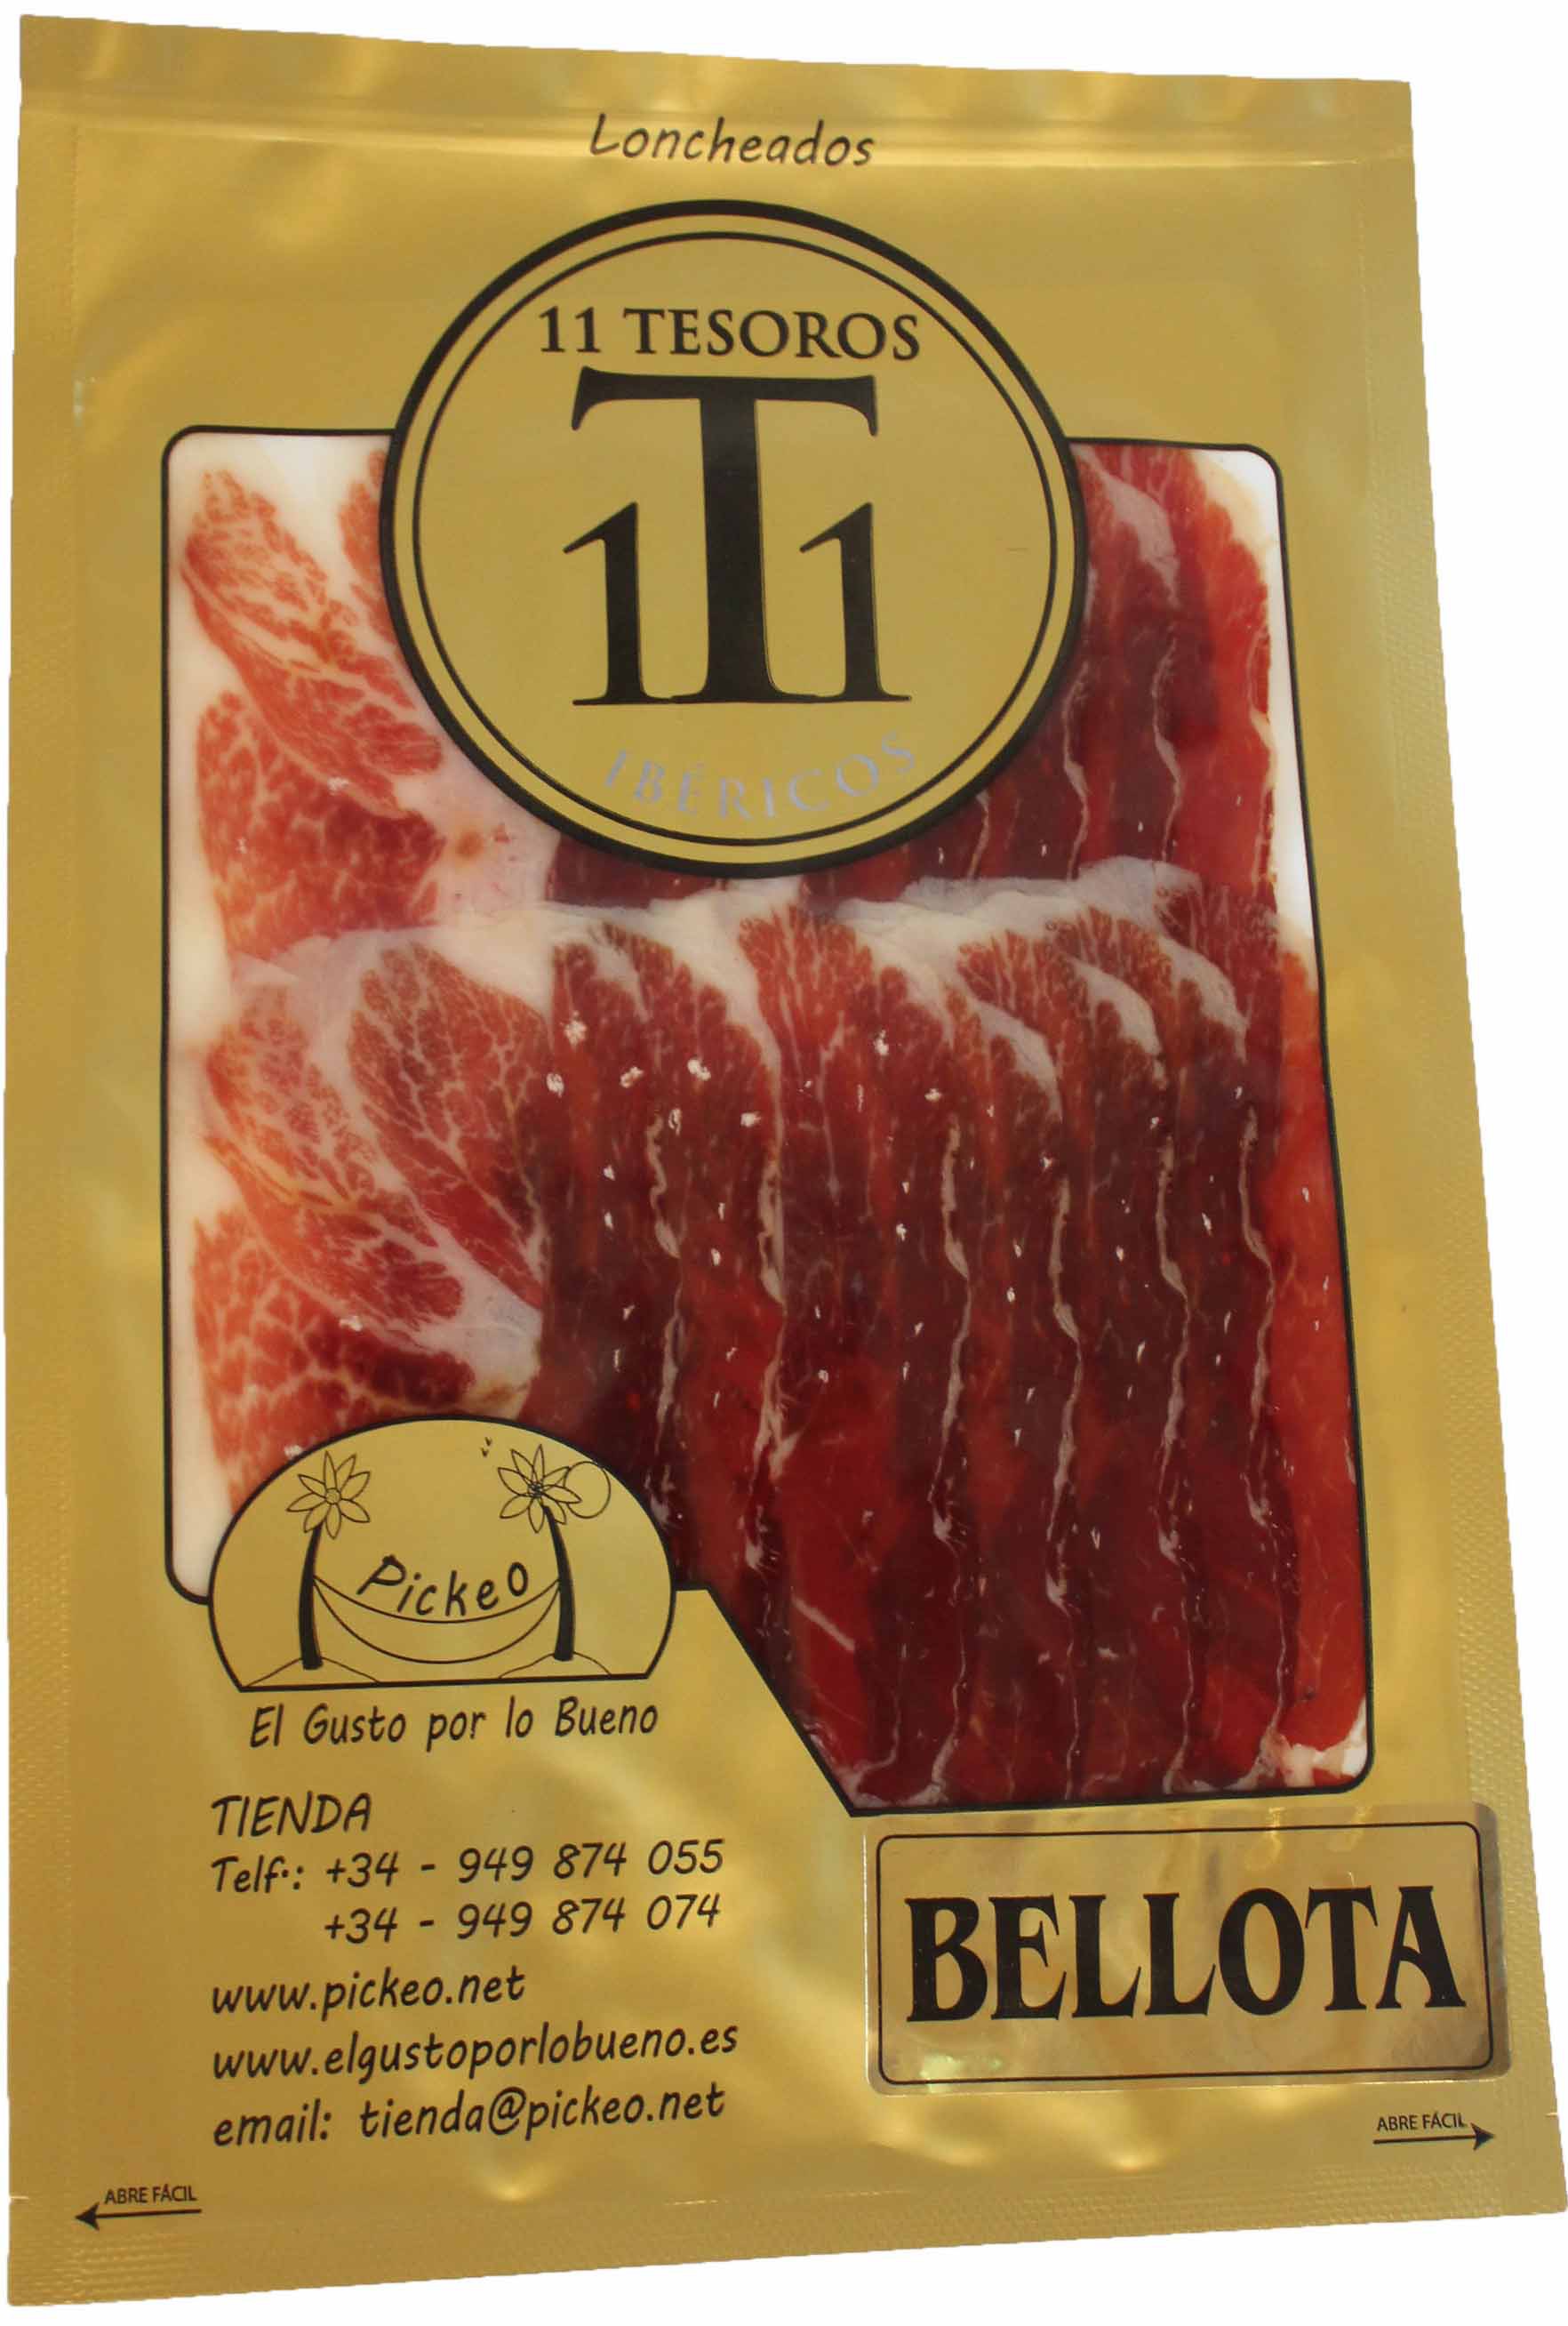 Loncheados
11 TESOROS
1T1
IBÉRICOS
Pickeo
El Gusto por lo Bueno
TIENDA
Telf.: +34 - 949 874 055
+34 - 949 874 074
www.pickeo.net
www.elgustoporlobueno.es
email: tienda@pickeo.net
BELLOTA
ABRE FÁCIL
ABRE FÁCIL